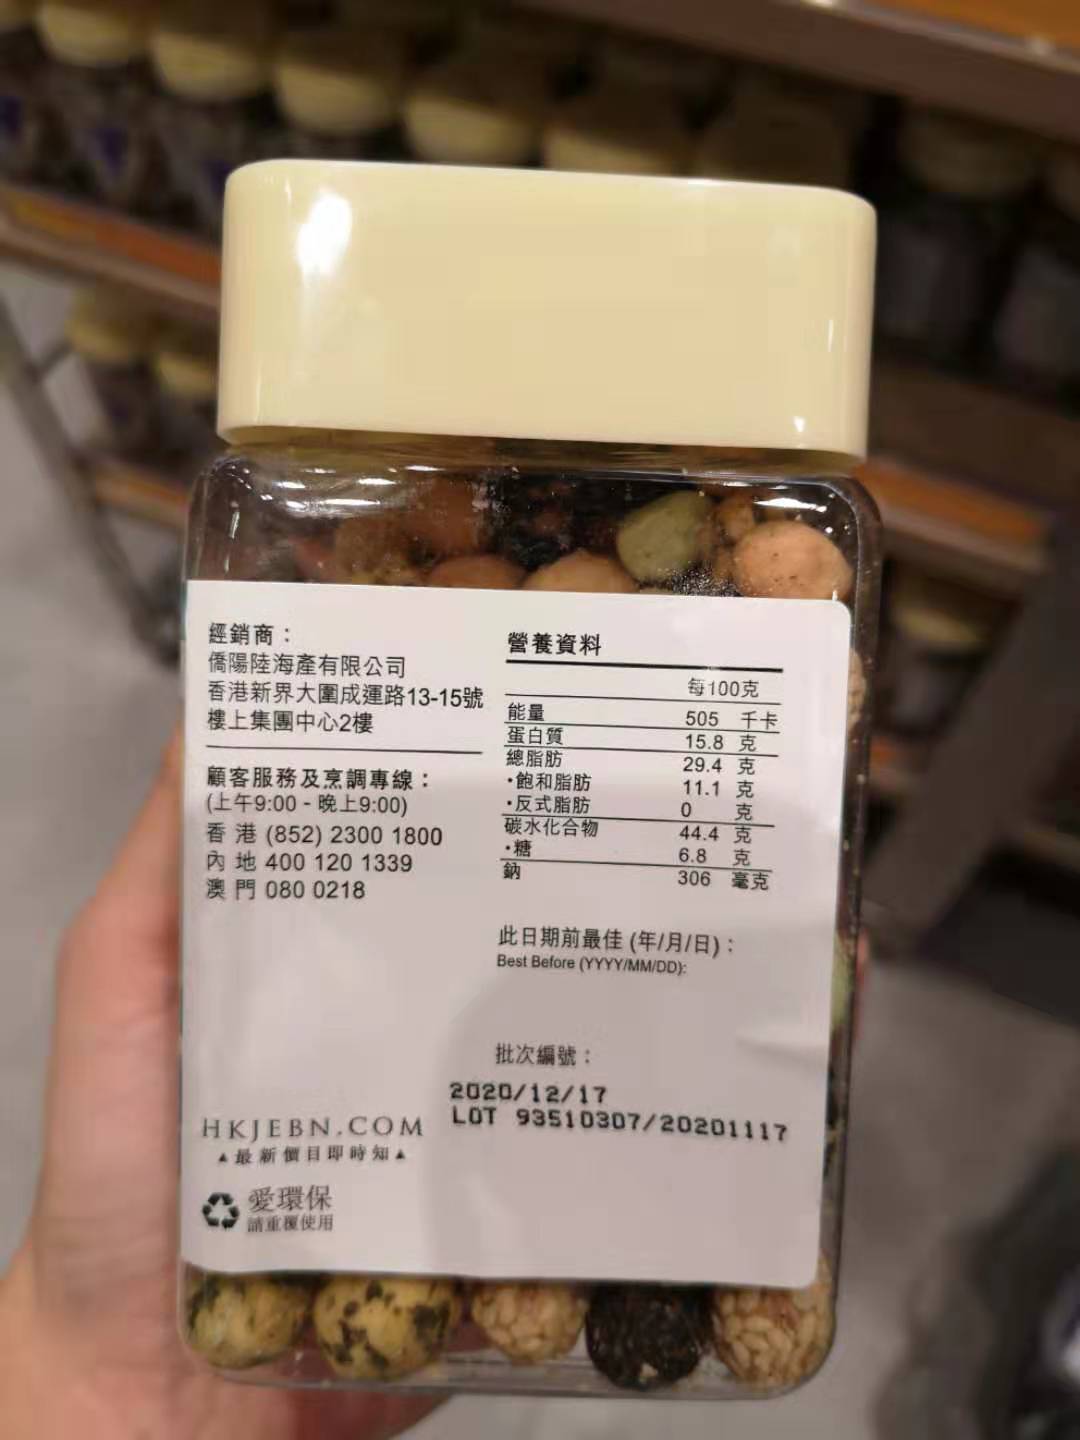 經銷商：
僑陽陸海產有限公司
香港新界大圍成運路13-15號
樓上集團中心2樓
顧客服務及烹調專線：
(上午9:00 - 晚上9:00)
香 港 (852) 2300 1800
內 地 400 120 1339
澳 門 080 0218
HKJEBN.COM
▲最新價目即時知▲
愛環保
請重覆使用
營養資料
每100克
能量 505 千卡
蛋白質 15.8 克
總脂肪 29.4 克
·飽和脂肪 11.1 克
·反式脂肪 0 克
碳水化合物 44.4 克
·糖 6.8 克
鈉 306 毫克
此日期前最佳 (年/月/日)：
Best Before (YYYY/MM/DD):
批次編號：
2020/12/17
LOT 93510307/20201117